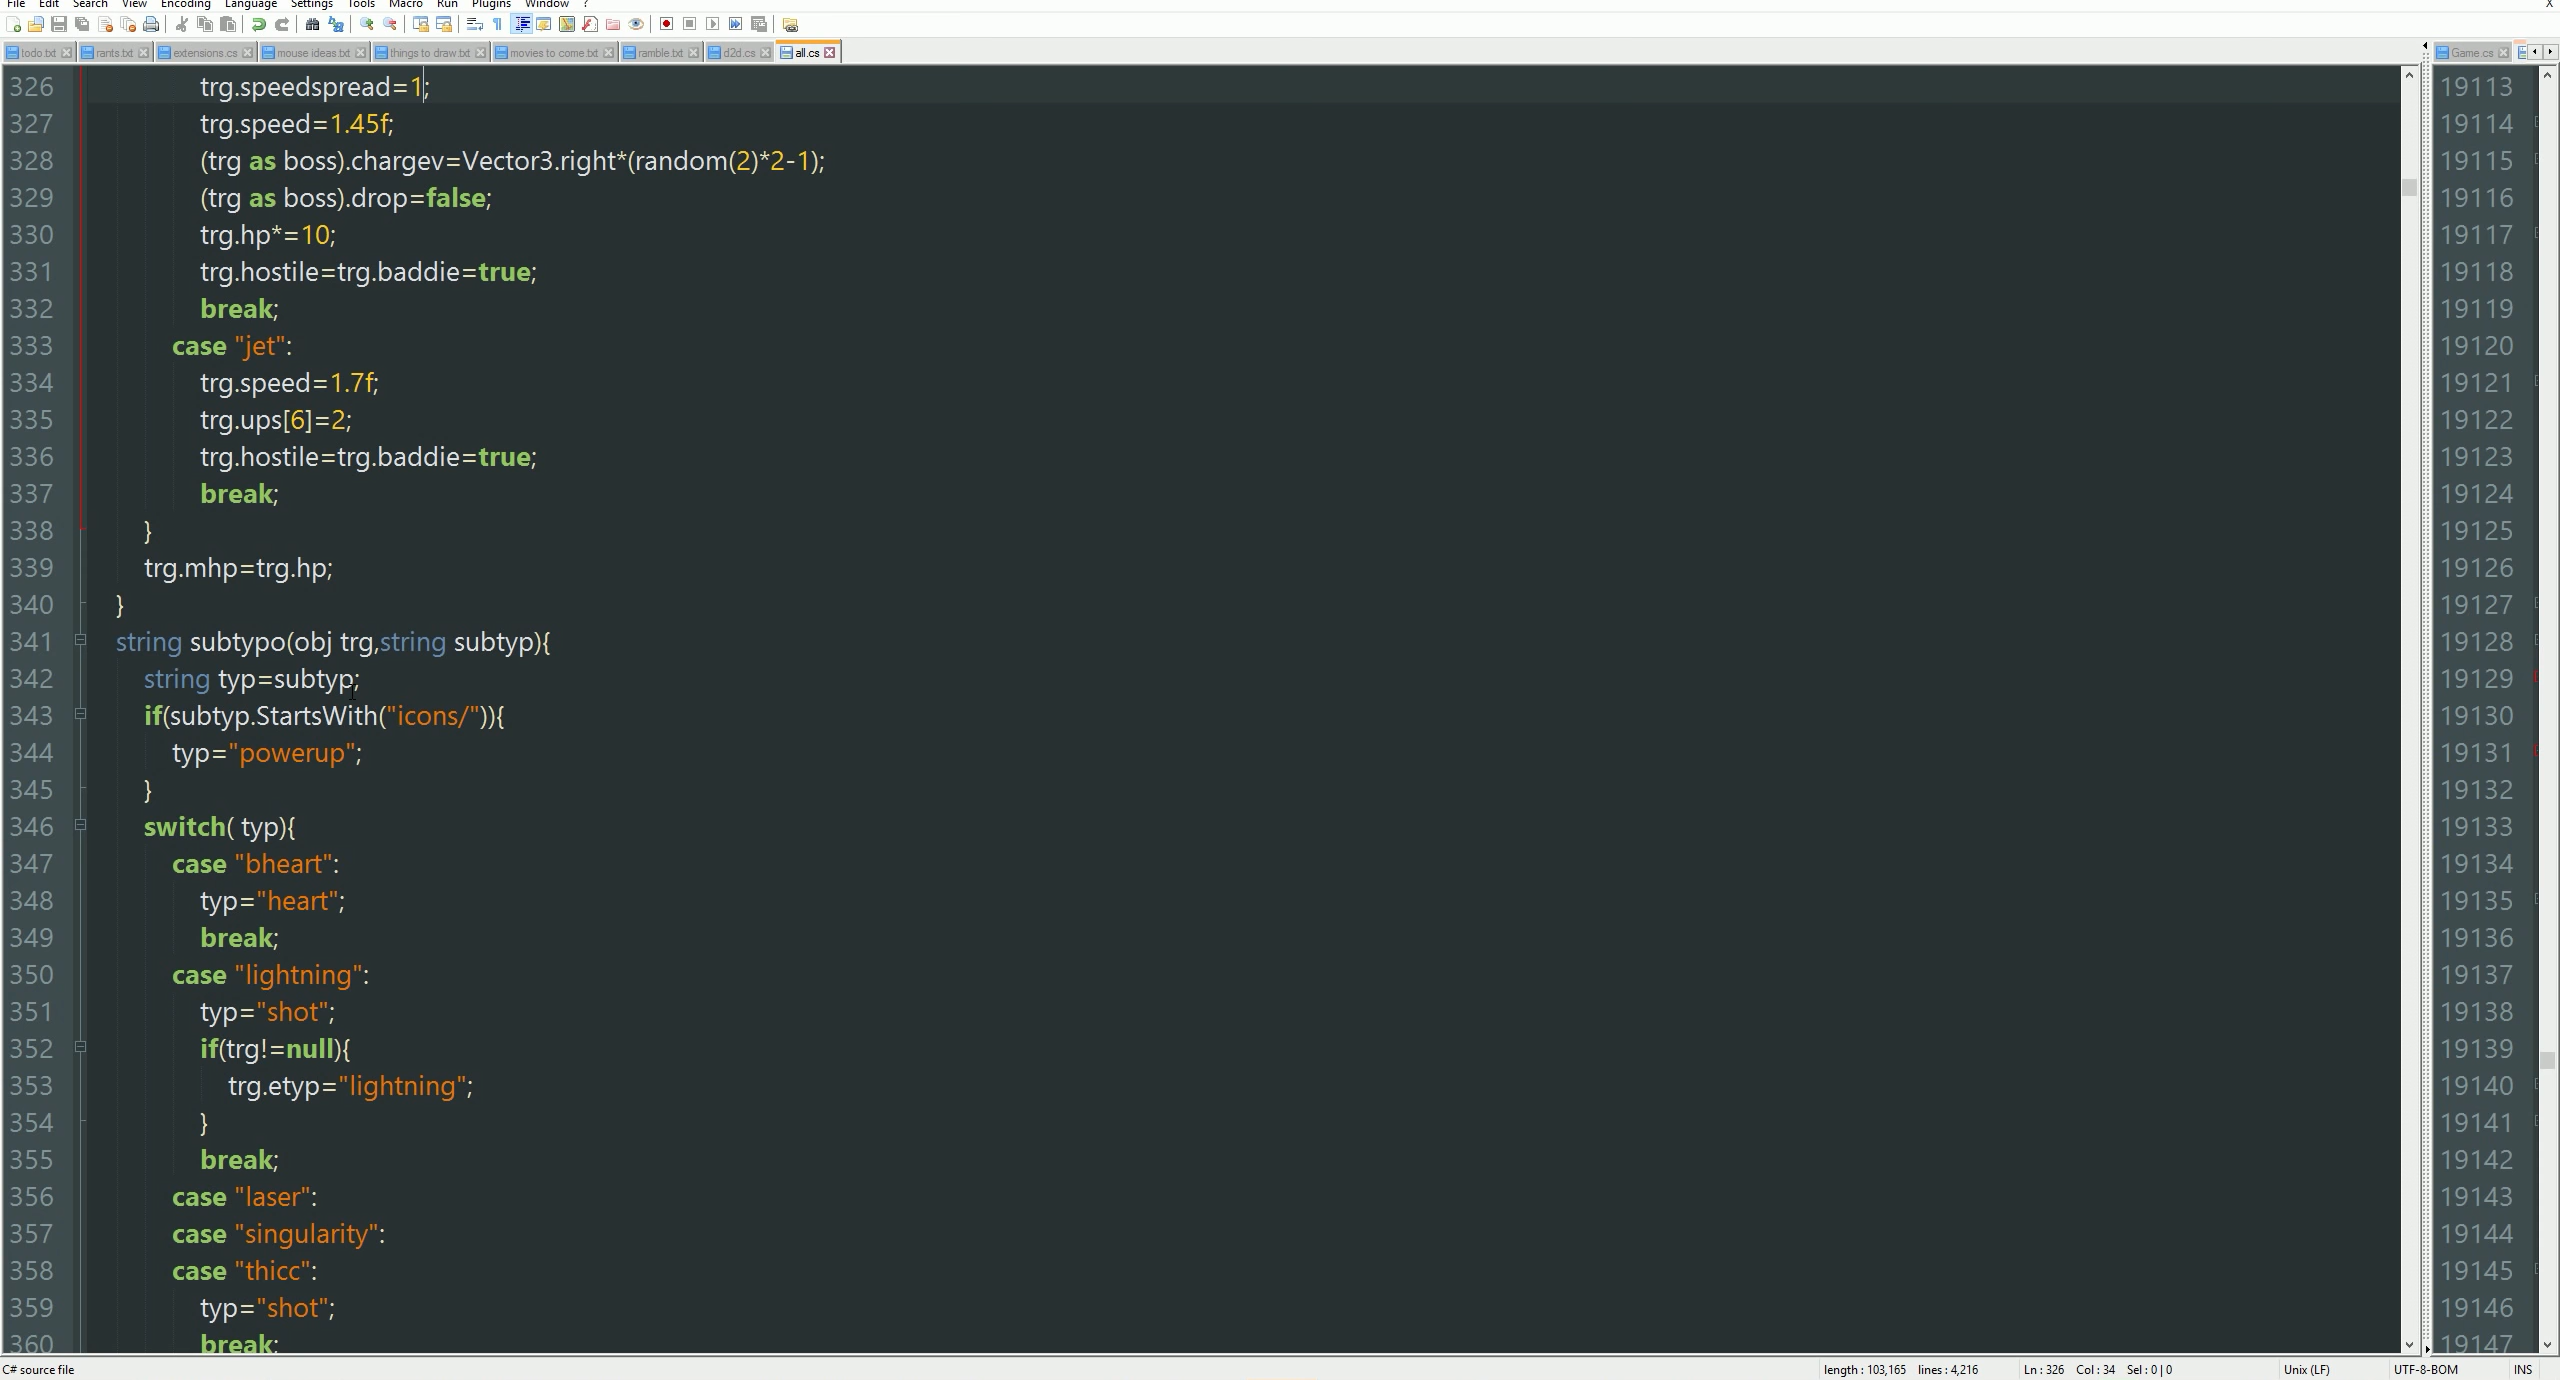 File Edit Search View Encoding Language Settings Tools Macro Run Plugins Window ? X
todo.txt rants.txt extensions.cs mouse ideas.txt things to draw.txt movies to come.txt ramble.txt d2d.cs all.cs Game.cs
326 trg.speedspread=1; 19113
327 trg.speed=1.45f; 19114
328 (trg as boss).chargev=Vector3.right*(random(2)*2-1); 19115
329 (trg as boss).drop=false; 19116
330 trg.hp*=10; 19117
331 trg.hostile=trg.baddie=true; 19118
332 break; 19119
333 case "jet": 19120
334 trg.speed=1.7f; 19121
335 trg.ups[6]=2; 19122
336 trg.hostile=trg.baddie=true; 19123
337 break; 19124
338 } 19125
339 trg.mhp=trg.hp; 19126
340 } 19127
341 string subtypo(obj trg,string subtyp){ 19128
342 string typ=subtyp; 19129
343 if(subtyp.StartsWith("icons/")){ 19130
344 typ="powerup"; 19131
345 } 19132
346 switch( typ){ 19133
347 case "bheart": 19134
348 typ="heart"; 19135
349 break; 19136
350 case "lightning": 19137
351 typ="shot"; 19138
352 if(trg!=null){ 19139
353 trg.etyp="lightning"; 19140
354 } 19141
355 break; 19142
356 case "laser": 19143
357 case "singularity": 19144
358 case "thicc": 19145
359 typ="shot"; 19146
360 break; 19147
C# source file length : 103,165 lines : 4,216 Ln : 326 Col : 34 Sel : 0 | 0 Unix (LF) UTF-8-BOM INS